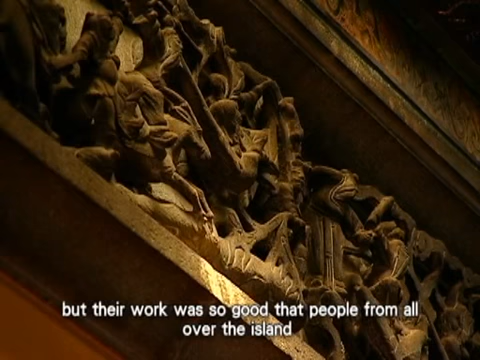 but their work was so good that people from all
over the island